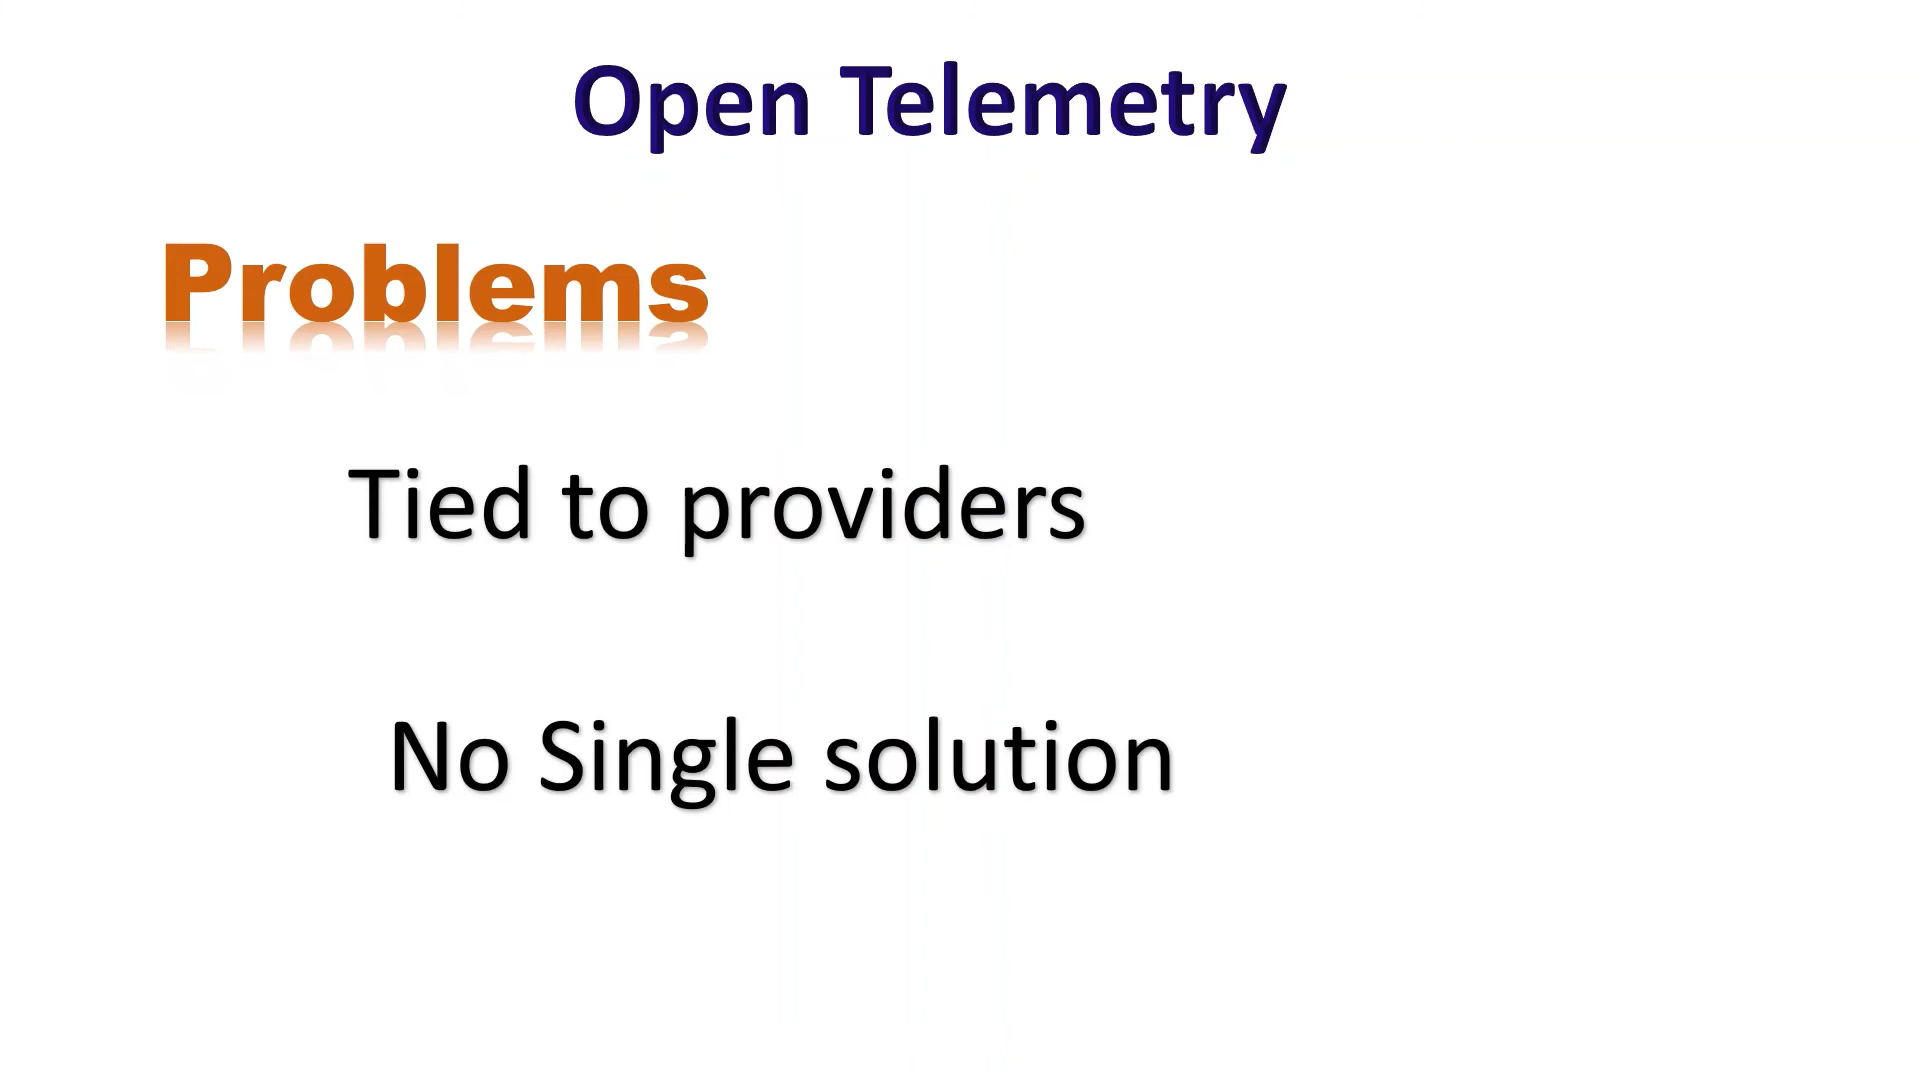 Open Telemetry
Problems
Tied to providers
No Single solution